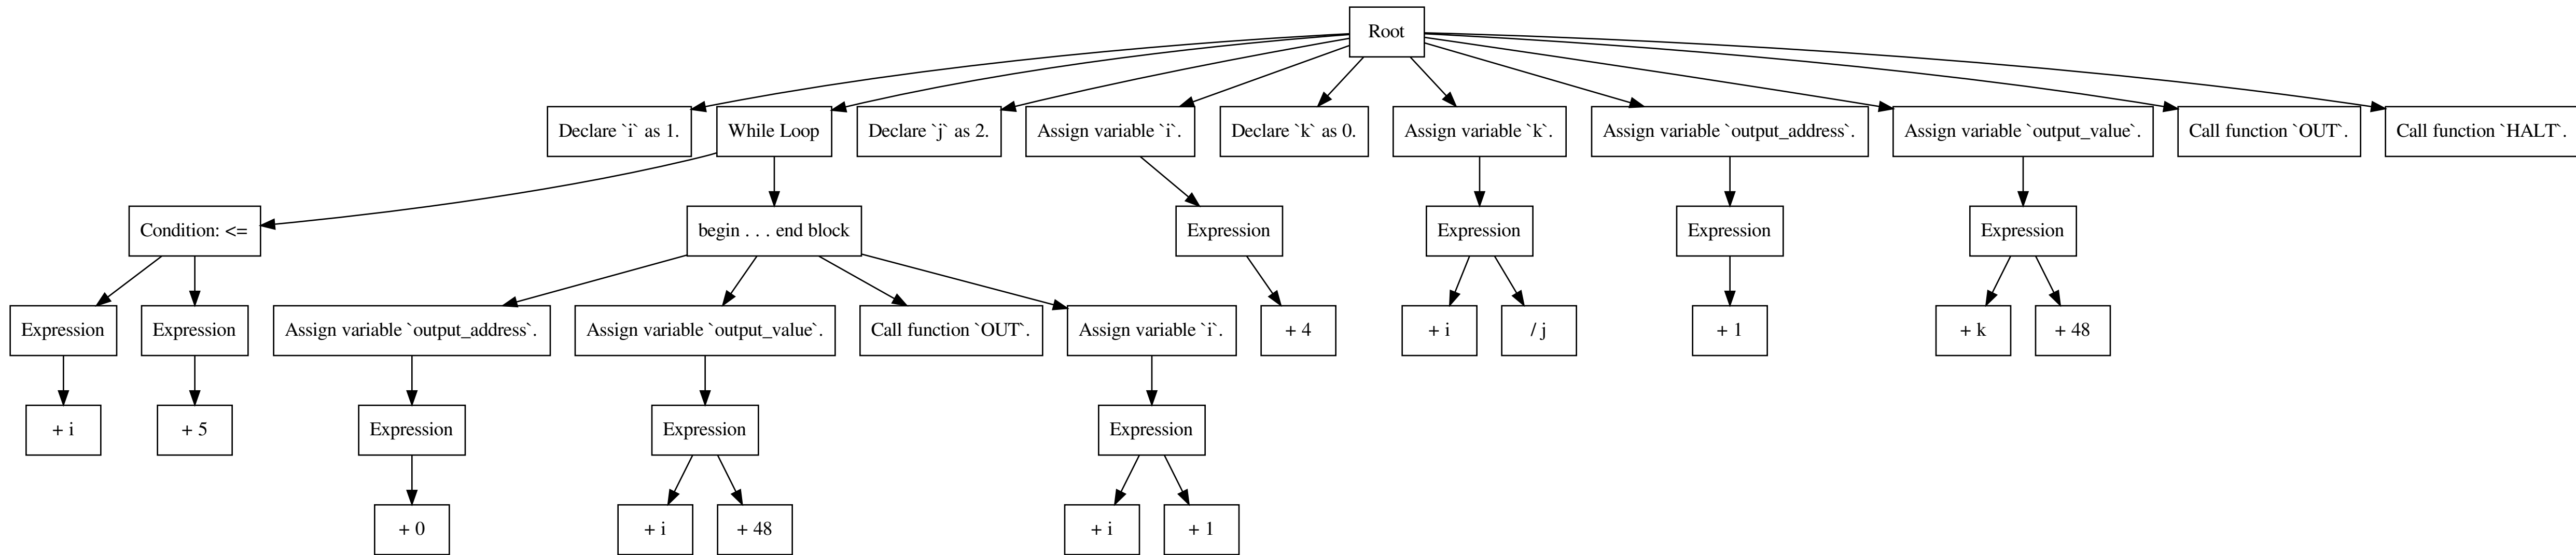 Root
Declare `i` as 1.
While Loop
Declare `j` as 2.
Assign variable `i`.
Declare `k` as 0.
Assign variable `k`.
Assign variable `output_address`.
Assign variable `output_value`.
Call function `OUT`.
Call function `HALT`.
Condition: <=
begin . . . end block
Expression
Expression
Expression
Expression
Expression
Expression
Assign variable `output_address`.
Assign variable `output_value`.
Call function `OUT`.
Assign variable `i`.
+ 4
+ i
/ j
+ 1
+ k
+ 48
+ i
+ 5
Expression
Expression
Expression
+ 0
+ i
+ 48
+ i
+ 1